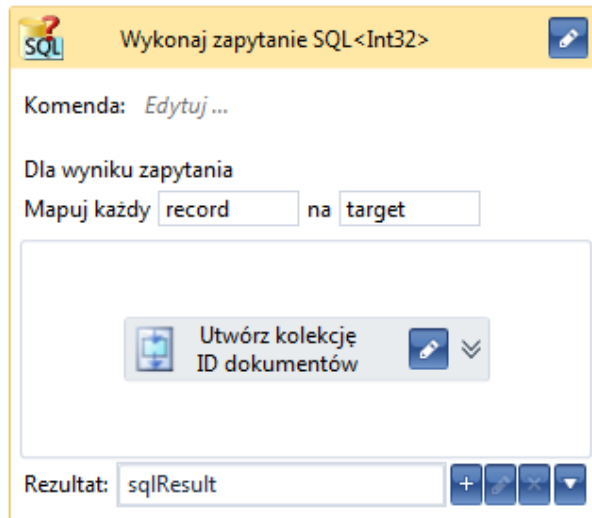 SQL Wykonaj zapytanie SQL<Int32>
Komenda: Edytuj ...
Dla wyniku zapytania
Mapuj każdy record na target
Utwórz kolekcję
ID dokumentów
Rezultat: sqlResult